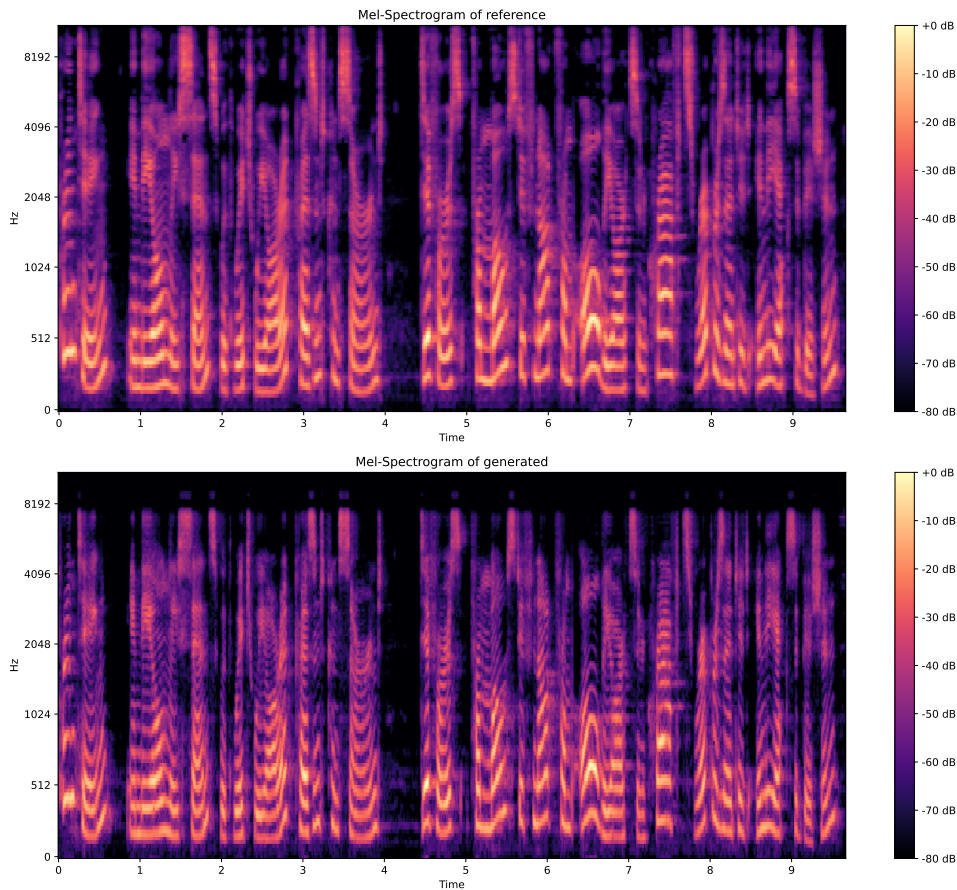 Mel-Spectrogram of reference
+0 dB
8192
-10 dB
4096
-20 dB
-30 dB
2048
Hz
-40 dB
1024
-50 dB
-60 dB
512
-70 dB
0
-80 dB
0 1 2 3 4 5 6 7 8 9
Time
Mel-Spectrogram of generated
+0 dB
8192
-10 dB
4096
-20 dB
-30 dB
2048
Hz
-40 dB
1024
-50 dB
-60 dB
512
-70 dB
0
-80 dB
0 1 2 3 4 5 6 7 8 9
Time